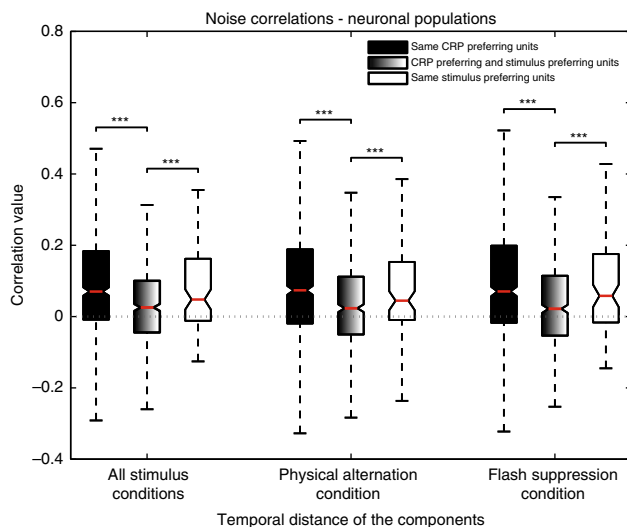 Noise correlations - neuronal populations
Same CRP preferring units
CRP preferring and stimulus preferring units
Same stimulus preferring units
Correlation value
0.8
0.6
0.4
0.2
0
–0.2
–0.4
*** *** *** *** *** ***
All stimulus conditions
Physical alternation condition
Flash suppression condition
Temporal distance of the components